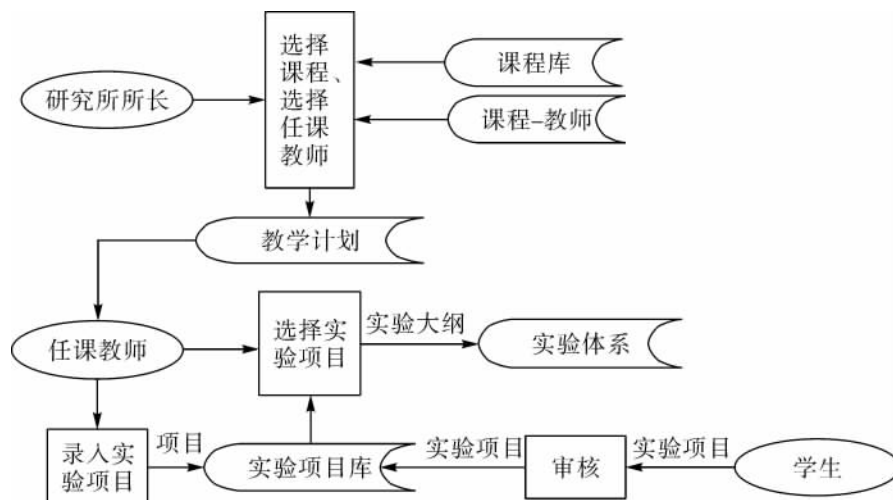 选择
课程、
选择
任课
教师
课程库
研究所所长
课程-教师
教学计划
任课教师
选择实
验项目
实验大纲
实验体系
录入实
验项目
项目
实验项目库
实验项目
审核
实验项目
学生